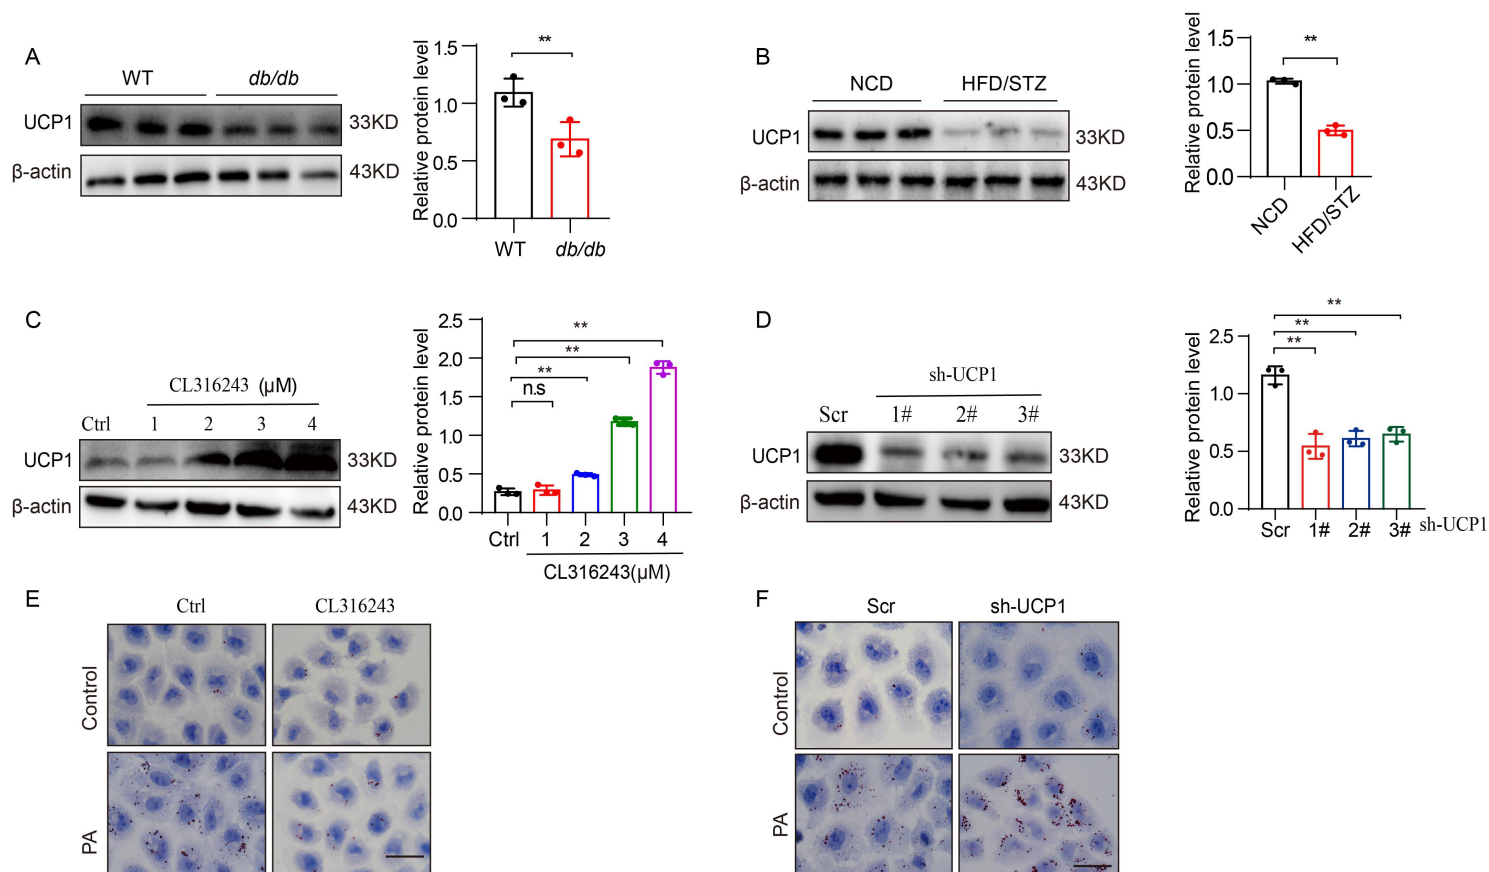 A
WT db/db
UCP1 33KD
β-actin 43KD
Relative protein level
1.5
1.0
0.5
0.0
**
WT db/db
B
NCD HFD/STZ
UCP1 33KD
β-actin 43KD
Relative protein level
1.5
1.0
0.5
0.0
**
NCD HFD/STZ
C
CL316243 (μM)
Ctrl 1 2 3 4
UCP1 33KD
β-actin 43KD
Relative protein level
2.5
2.0
1.5
1.0
0.5
0.0
**
**
**
n.s
Ctrl 1 2 3 4
CL316243(μM)
D
sh-UCP1
Scr 1# 2# 3#
UCP1 33KD
β-actin 43KD
Relative protein level
2.5
1.0
0.5
0.0
**
**
**
Scr 1# 2# 3# sh-UCP1
E
Ctrl CL316243
Control
PA
F
Scr sh-UCP1
Control
PA